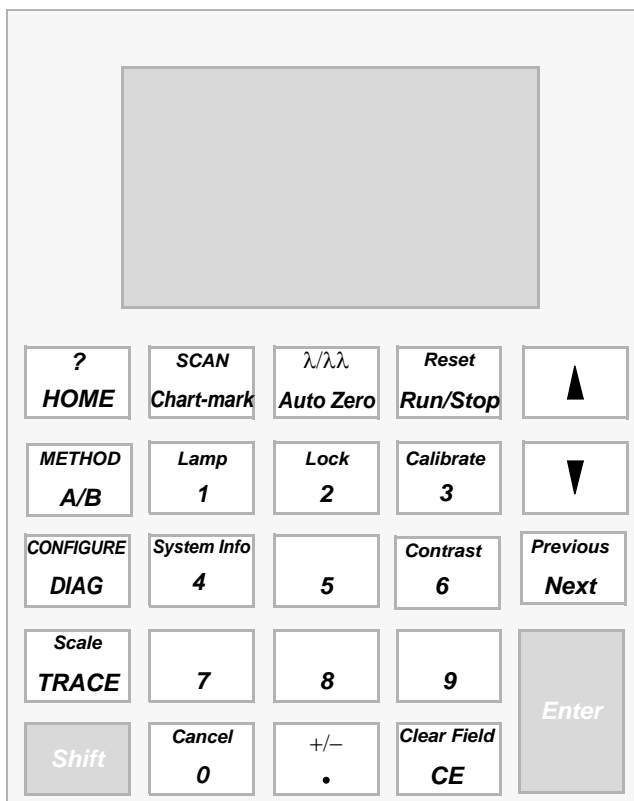 ? SCAN λ/λλ Reset
HOME Chart-mark Auto Zero Run/Stop
METHOD Lamp Lock Calibrate
A/B 1 2 3
CONFIGURE System Info Contrast Previous
DIAG 4 5 6 Next
Scale
TRACE 7 8 9
Enter
Cancel +/− Clear Field
Shift 0 . CE